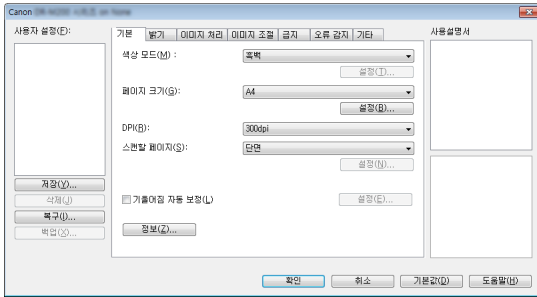 Canon
사용자 설정(F):
저장(Y)...
삭제(J)
복구(I)...
백업(X)...
기본
밝기
이미지 처리
이미지 조절
급지
오류 감지
기타
색상 모드(M) :
흑백
설정(T)...
페이지 크기(G):
A4
설정(B)...
DPI(R):
300dpi
스캔할 페이지(S):
단면
설정(N)...
기울어짐 자동 보정(L)
설정(E)...
정보(Z)...
사용설명서
확인
취소
기본값(D)
도움말(H)